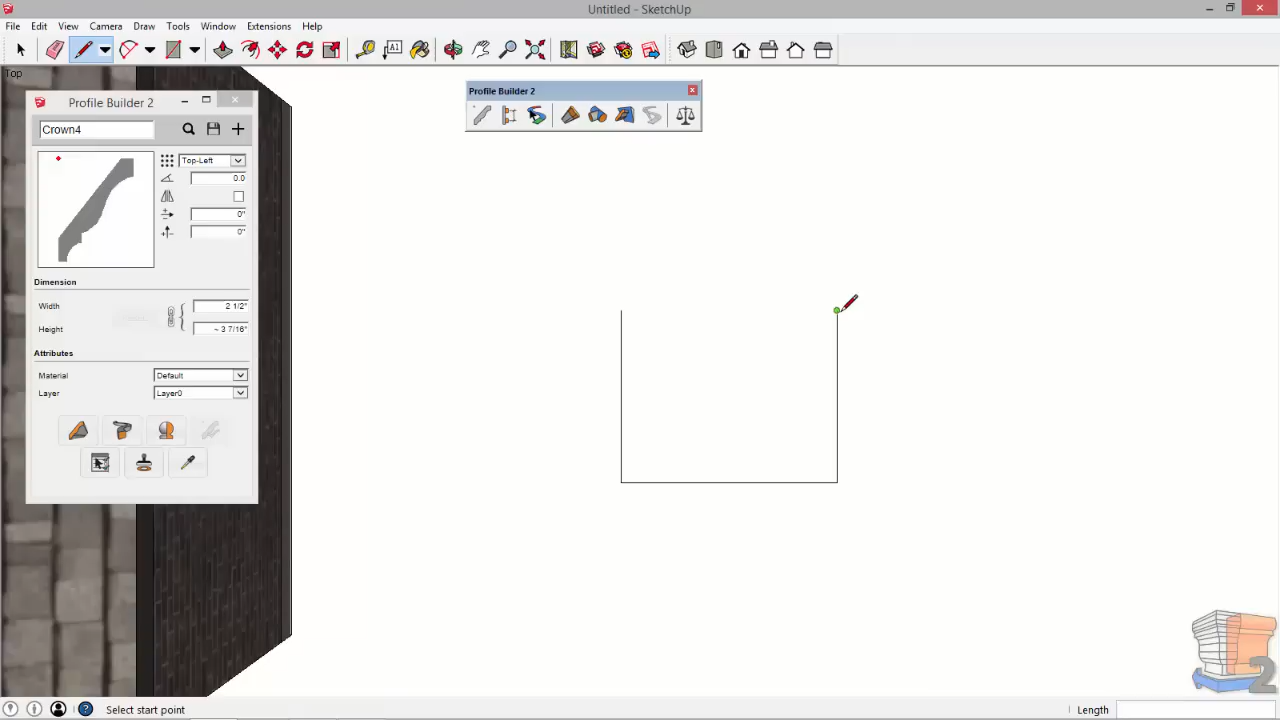 Untitled - SketchUp
File Edit View Camera Draw Tools Window Extensions Help
A1
Top
Profile Builder 2
Profile Builder 2
Crown4
Top-Left
0.0
0"
0"
Dimension
Width 2 1/2"
Height ~ 3 7/16"
Attributes
Material Default
Layer Layer0
2
Select start point
Length